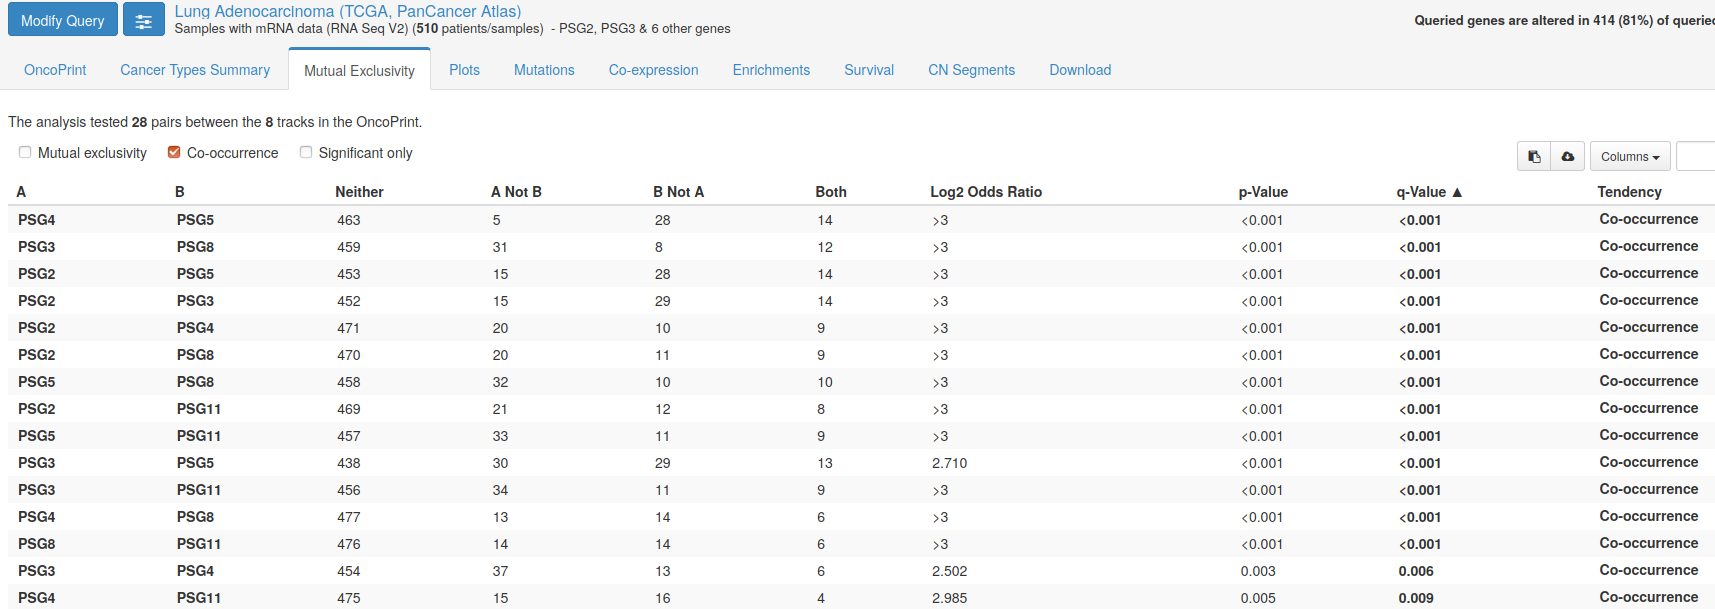 Modify Query
Lung Adenocarcinoma (TCGA, PanCancer Atlas)
Samples with mRNA data (RNA Seq V2) (510 patients/samples) - PSG2, PSG3 & 6 other genes
Queried genes are altered in 414 (81%) of queried
OncoPrint Cancer Types Summary Mutual Exclusivity Plots Mutations Co-expression Enrichments Survival CN Segments Download
The analysis tested 28 pairs between the 8 tracks in the OncoPrint.
Mutual exclusivity Co-occurrence Significant only
Columns
A B Neither A Not B B Not A Both Log2 Odds Ratio p-Value q-Value ▲ Tendency
PSG4 PSG5 463 5 28 14 >3 <0.001 <0.001 Co-occurrence
PSG3 PSG8 459 31 8 12 >3 <0.001 <0.001 Co-occurrence
PSG2 PSG5 453 15 28 14 >3 <0.001 <0.001 Co-occurrence
PSG2 PSG3 452 15 29 14 >3 <0.001 <0.001 Co-occurrence
PSG2 PSG4 471 20 10 9 >3 <0.001 <0.001 Co-occurrence
PSG2 PSG8 470 20 11 9 >3 <0.001 <0.001 Co-occurrence
PSG5 PSG8 458 32 10 10 >3 <0.001 <0.001 Co-occurrence
PSG2 PSG11 469 21 12 8 >3 <0.001 <0.001 Co-occurrence
PSG5 PSG11 457 33 11 9 >3 <0.001 <0.001 Co-occurrence
PSG3 PSG5 438 30 29 13 2.710 <0.001 <0.001 Co-occurrence
PSG3 PSG11 456 34 11 9 >3 <0.001 <0.001 Co-occurrence
PSG4 PSG8 477 13 14 6 >3 <0.001 <0.001 Co-occurrence
PSG8 PSG11 476 14 14 6 >3 <0.001 <0.001 Co-occurrence
PSG3 PSG4 454 37 13 6 2.502 0.003 0.006 Co-occurrence
PSG4 PSG11 475 15 16 4 2.985 0.005 0.009 Co-occurrence